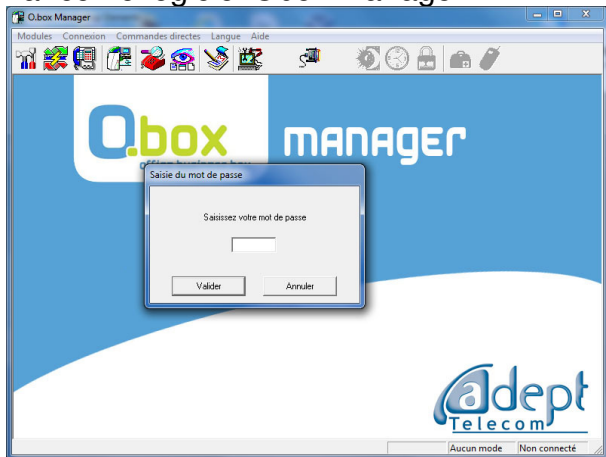 O.box Manager
Modules Connexion Commandes directes Langue Aide
O.box manager
Saisie du mot de passe
Saisissez votre mot de passe
Valider Annuler
adept
Telecom
Aucun mode Non connecté